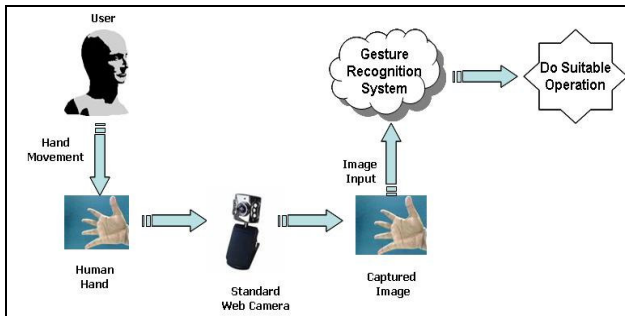 User
Hand
Movement
Human
Hand
Standard
Web Camera
Captured
Image
Image
Input
Gesture
Recognition
System
Do Suitable
Operation